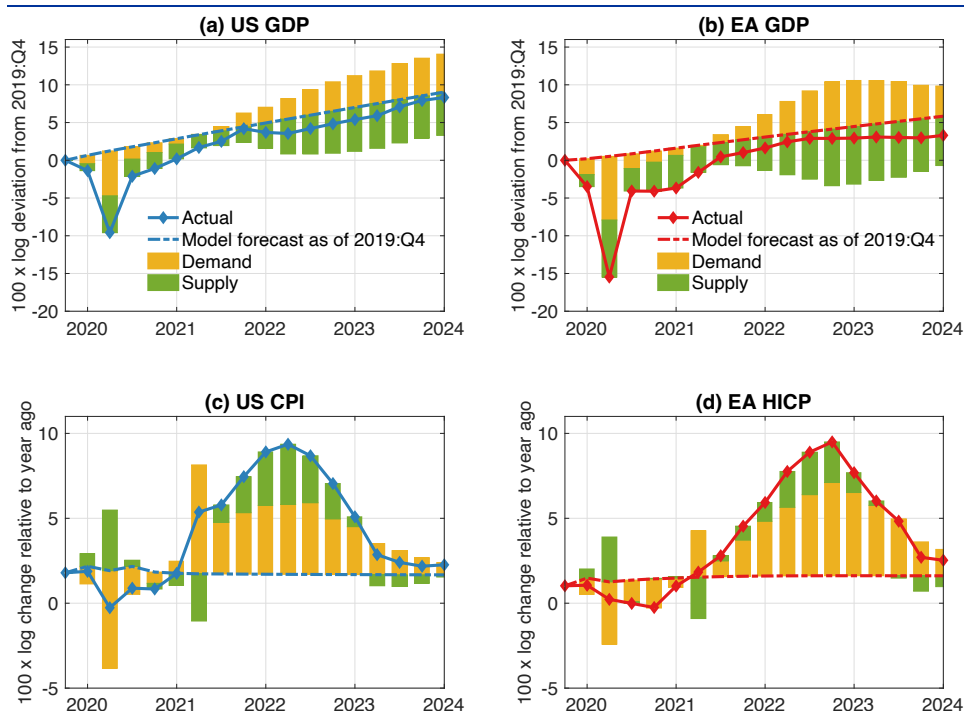 (a) US GDP
100 x log deviation from 2019:Q4
15
10
5
0
-5
-10
-15
-20
Actual
Model forecast as of 2019:Q4
Demand
Supply
2020 2021 2022 2023 2024
(b) EA GDP
100 x log deviation from 2019:Q4
15
10
5
0
-5
-10
-15
-20
Actual
Model forecast as of 2019:Q4
Demand
Supply
2020 2021 2022 2023 2024
(c) US CPI
100 x log change relative to year ago
10
5
0
-5
2020 2021 2022 2023 2024
(d) EA HICP
100 x log change relative to year ago
10
5
0
-5
2020 2021 2022 2023 2024